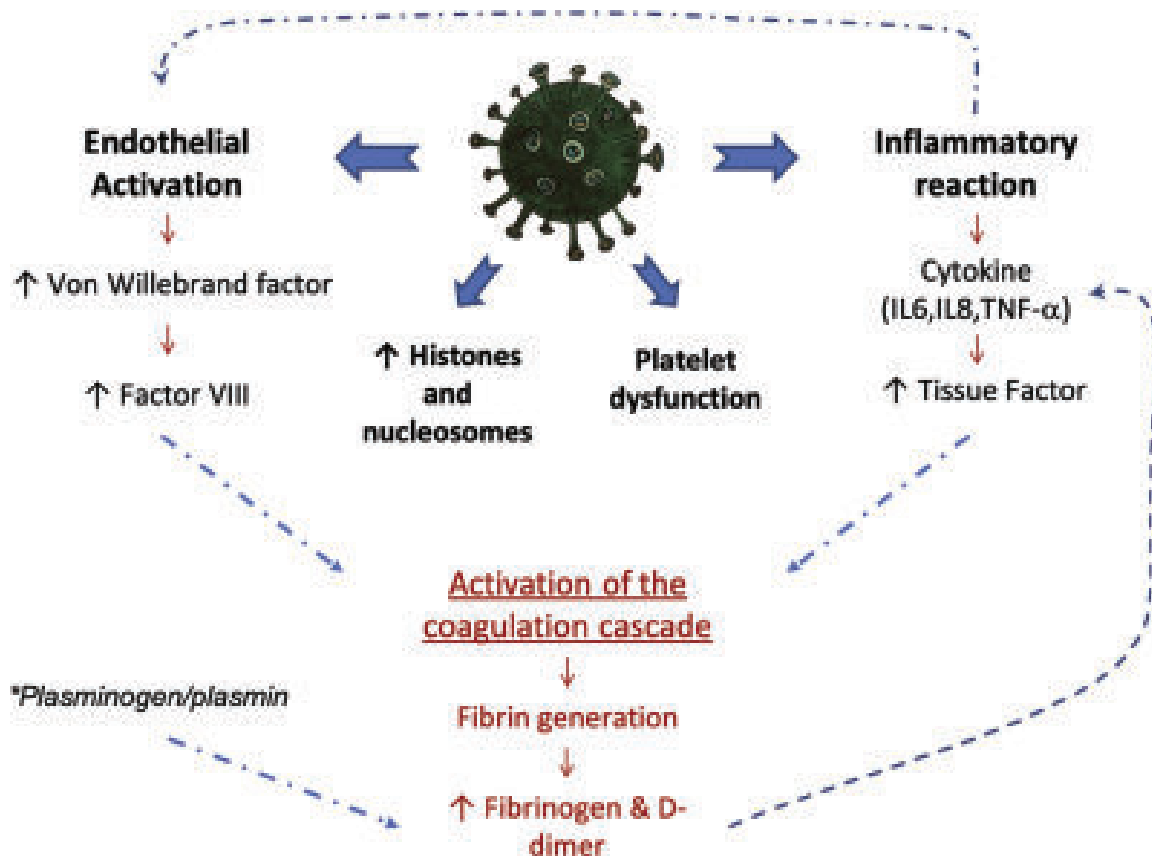 Endothelial
Activation
↑ Von Willebrand factor
↑ Factor VIII
↑ Histones
and
nucleosomes
Platelet
dysfunction
Inflammatory
reaction
Cytokine
(IL6,IL8,TNF-α)
↑ Tissue Factor
Activation of the
coagulation cascade
*Plasminogen/plasmin
Fibrin generation
↑ Fibrinogen & D-
dimer